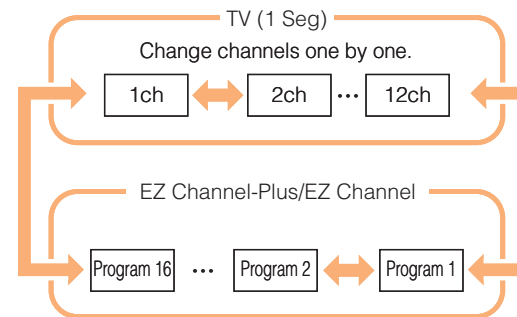 TV (1 Seg)
Change channels one by one.
1ch 2ch ••• 12ch
EZ Channel-Plus/EZ Channel
Program 16 ••• Program 2 Program 1